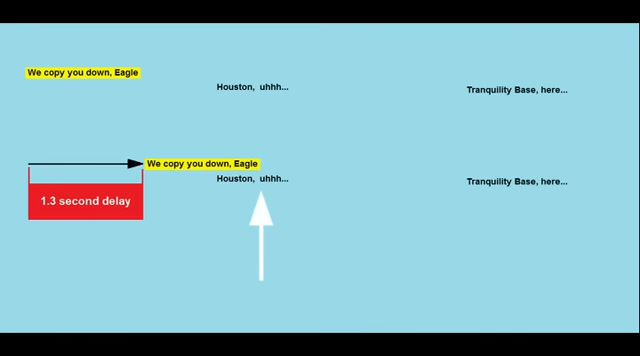 We copy you down, Eagle
Houston,  uhhh...
Tranquility Base, here...
We copy you down, Eagle
Houston,  uhhh...
Tranquility Base, here...
1.3 second delay